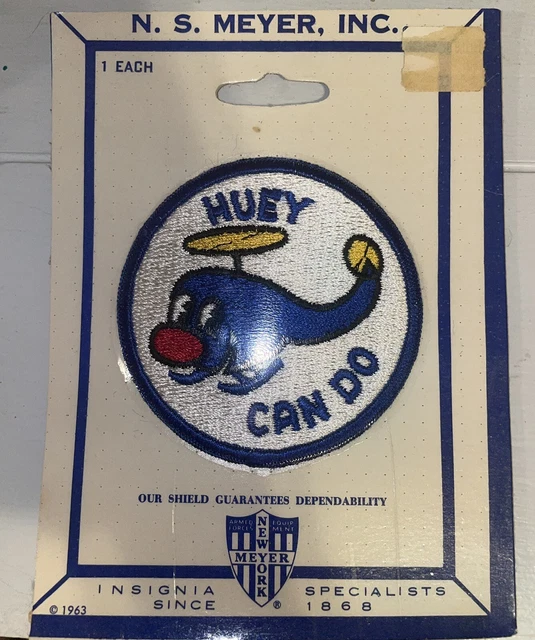 N. S. MEYER, INC.
1 EACH
HUEY
CAN DO
OUR SHIELD GUARANTEES DEPENDABILITY
ARMED FORCES EQUIPMENT
NEW YORK
MEYER
®
INSIGNIA SPECIALISTS
SINCE 1868
© 1963